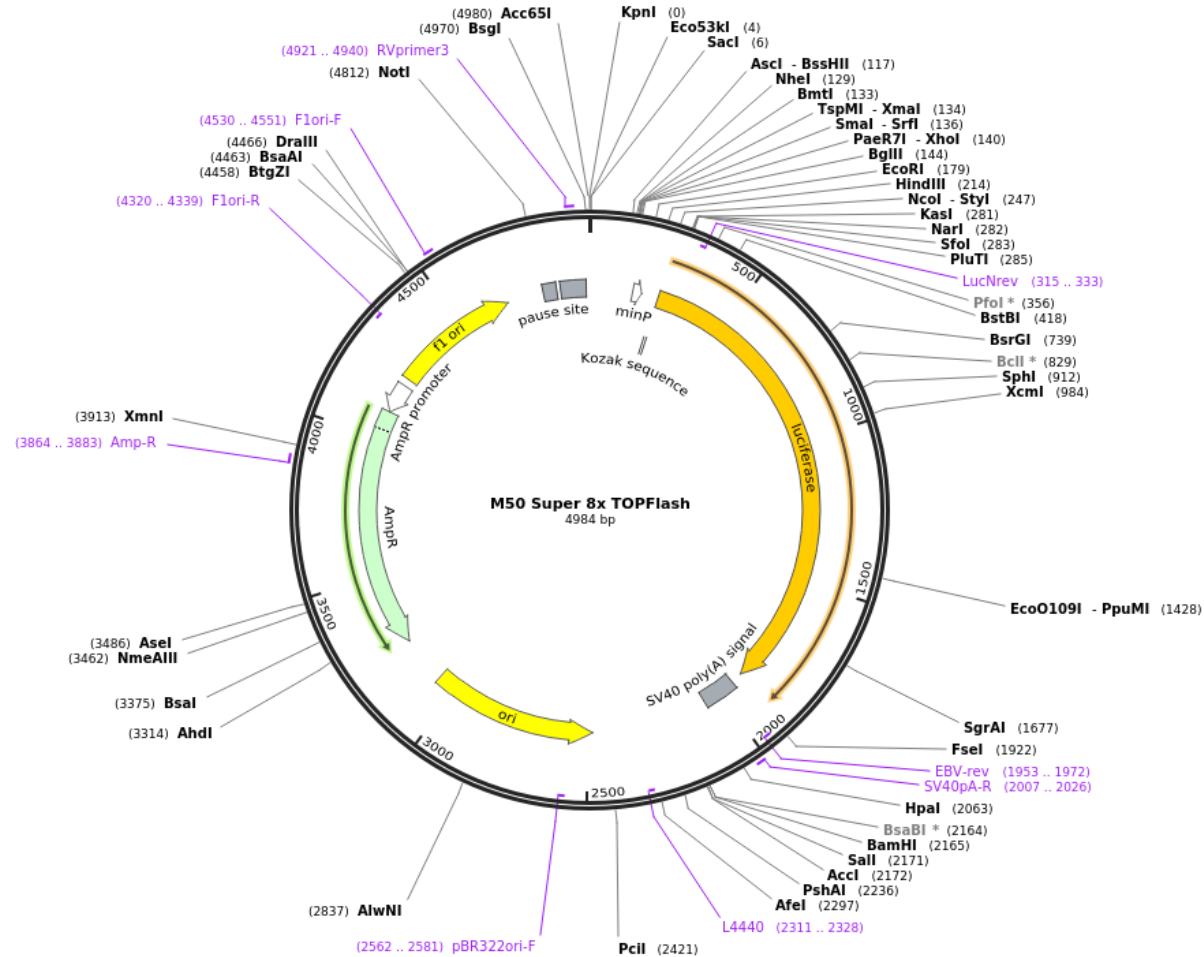 (4980) Acc65I
(4970) BsgI
(4921 .. 4940) RVprimer3
(4812) NotI
(4530 .. 4551) F1ori-F
(4466) DraIII
(4463) BsaAI
(4458) BtgZI
(4320 .. 4339) F1ori-R
(3913) XmnI
(3864 .. 3883) Amp-R
(3486) AseI
(3462) NmeAIII
(3375) BsaI
(3314) AhdI
(2837) AlwNI
(2562 .. 2581) pBR322ori-F
KpnI (0)
Eco53kI (4)
SacI (6)
AscI - BssHII (117)
NheI (129)
BmtI (133)
TspMI - XmaI (134)
SmaI - SrfI (136)
PaeR7I - XhoI (140)
BglII (144)
EcoRI (179)
HindIII (214)
NcoI - StyI (247)
KasI (281)
NarI (282)
SfoI (283)
PluTI (285)
LucNrev (315 .. 333)
PfoI * (356)
BstBI (418)
BsrGI (739)
BclI * (829)
SphI (912)
XcmI (984)
EcoO109I - PpuMI (1428)
SgrAI (1677)
FseI (1922)
EBV-rev (1953 .. 1972)
SV40pA-R (2007 .. 2026)
HpaI (2063)
BsaBI * (2164)
BamHI (2165)
SalI (2171)
AccI (2172)
PshAI (2236)
AfeI (2297)
L4440 (2311 .. 2328)
PciI (2421)
500
1000
1500
2000
2500
3000
3500
4000
4500
pause site
minP
Kozak sequence
luciferase
SV40 poly(A) signal
ori
AmpR
AmpR promoter
f1 ori
M50 Super 8x TOPFlash
4984 bp